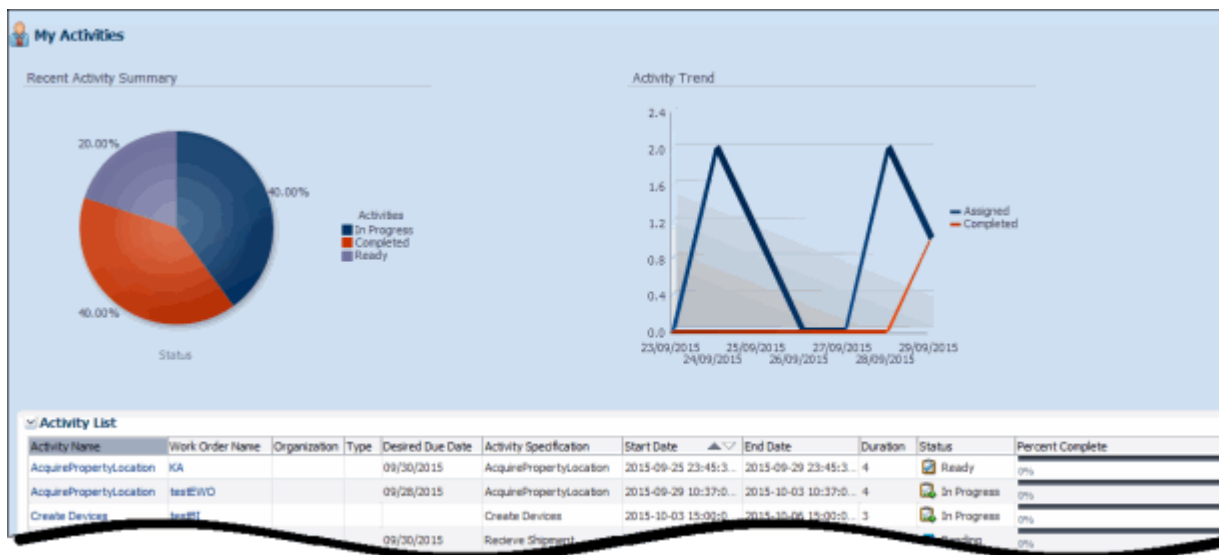 My Activities
Recent Activity Summary
20.00%
40.00%
40.00%
Status
Activities
In Progress
Completed
Ready
Activity Trend
2.4
2.0
1.6
1.2
0.8
0.4
0.0
23/09/2015
24/09/2015
25/09/2015
26/09/2015
27/09/2015
28/09/2015
29/09/2015
Assigned
Completed
Activity List
Activity Name Work Order Name Organization Type Desired Due Date Activity Specification Start Date End Date Duration Status Percent Complete
AcquirePropertyLocation KA 09/30/2015 AcquirePropertyLocation 2015-09-25 23:45:3... 2015-09-29 23:45:3... 4 Ready 0%
AcquirePropertyLocation testEWO 09/28/2015 AcquirePropertyLocation 2015-09-29 10:37:0... 2015-10-03 10:37:0... 4 In Progress 0%
Create Devices Create Devices 2015-10-03 15:00:0... 2015-10-06 15:00:0... 3 In Progress 0%
09/30/2015 Recieve Shipment 0%